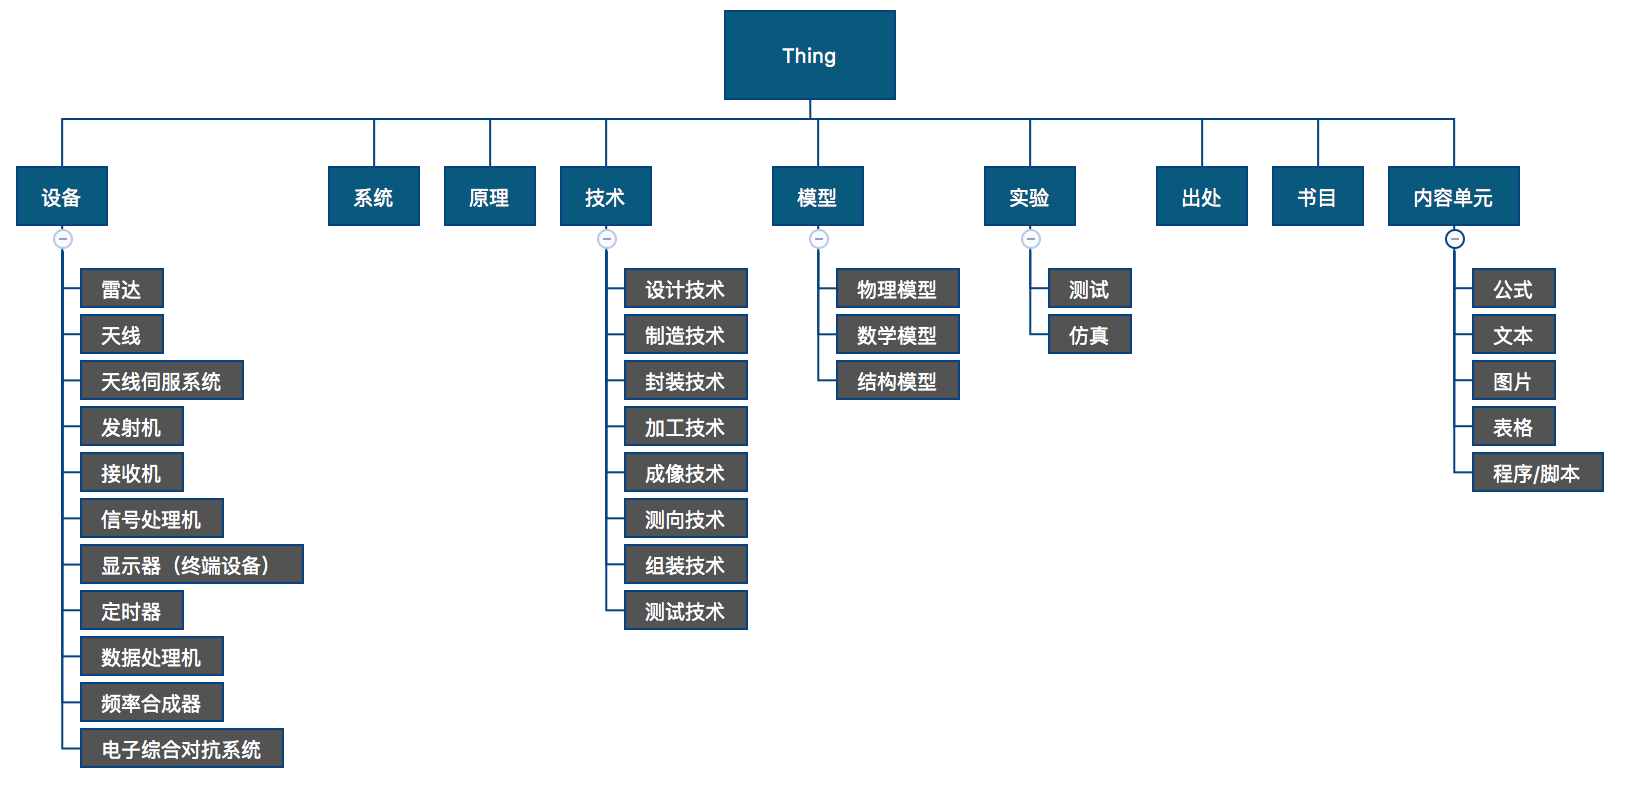 Thing
设备
系统
原理
技术
模型
实验
出处
书目
内容单元
雷达
天线
天线伺服系统
发射机
接收机
信号处理机
显示器（终端设备）
定时器
数据处理机
频率合成器
电子综合对抗系统
设计技术
制造技术
封装技术
加工技术
成像技术
测向技术
组装技术
测试技术
物理模型
数学模型
结构模型
测试
仿真
公式
文本
图片
表格
程序/脚本